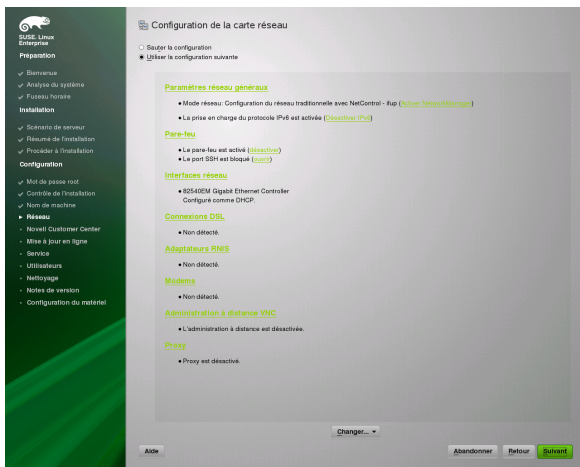 SUSE. Linux
Enterprise
Préparation
Bienvenue
Analyse du système
Fuseau horaire
Installation
Scénario de serveur
Résumé de l'installation
Procéder à l'installation
Configuration
Mot de passe root
Contrôle de l'installation
Nom de machine
Réseau
Novell Customer Center
Mise à jour en ligne
Service
Utilisateurs
Nettoyage
Notes de version
Configuration du matériel
Configuration de la carte réseau
Sauter la configuration
Utiliser la configuration suivante
Paramètres réseau généraux
Mode réseau: Configuration du réseau traditionnelle avec NetControl - ifup (
La prise en charge du protocole IPv6 est activée (Désactiver IPv6)
Pare-feu
Le pare-feu est activé (désactiver)
Le port SSH est bloqué (ouvrir)
Interfaces réseau
82540EM Gigabit Ethernet Controller
Configuré comme DHCP.
Connexions DSL
Non détecté.
Adaptateurs RNIS
Non détecté.
Modems
Non détecté.
Administration à distance VNC
L'administration à distance est désactivée.
Proxy
Proxy est désactivé.
Changer...
Aide
Abandonner
Retour
Suivant